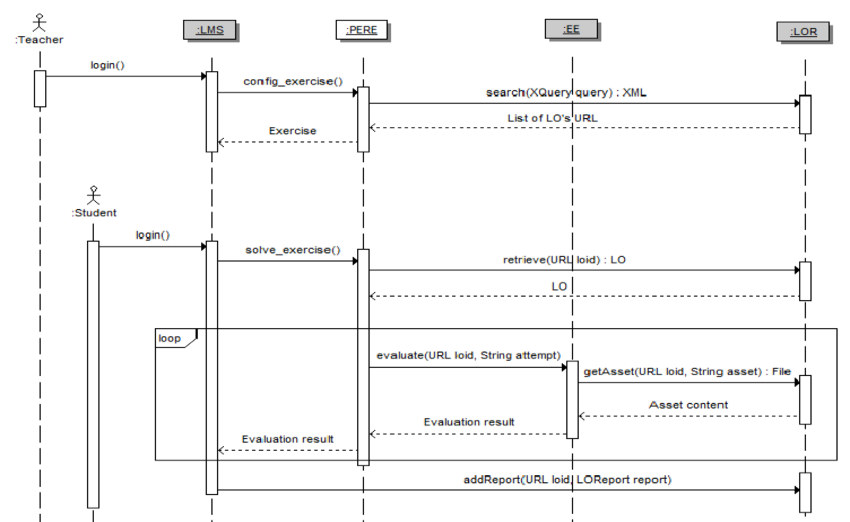 :Teacher
:LMS
:PERE
:EE
:LOR
login()
config_exercise()
search(XQuery query) : XML
List of LO's URL
Exercise
:Student
login()
solve_exercise()
retrieve(URL loid) : LO
LO
loop
evaluate(URL loid, String attempt)
getAsset(URL loid, String asset) : File
Asset content
Evaluation result
Evaluation result
addReport(URL loid, LOReport report)